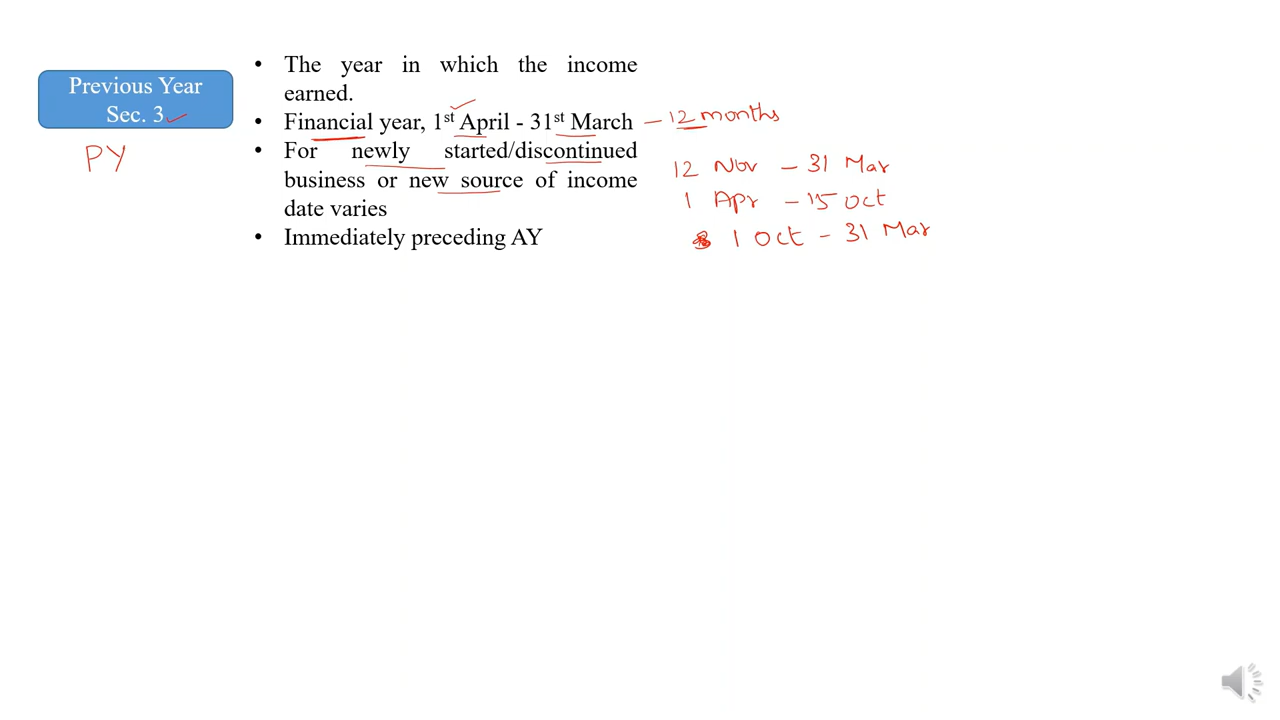 Previous Year
Sec. 3
PY
• The year in which the income
earned.
• Financial year, 1st April - 31st March – 12 months
• For newly started/discontinued
business or new source of income
date varies
• Immediately preceding AY
12 Nov – 31 Mar
1 Apr – 15 Oct
1 Oct – 31 Mar